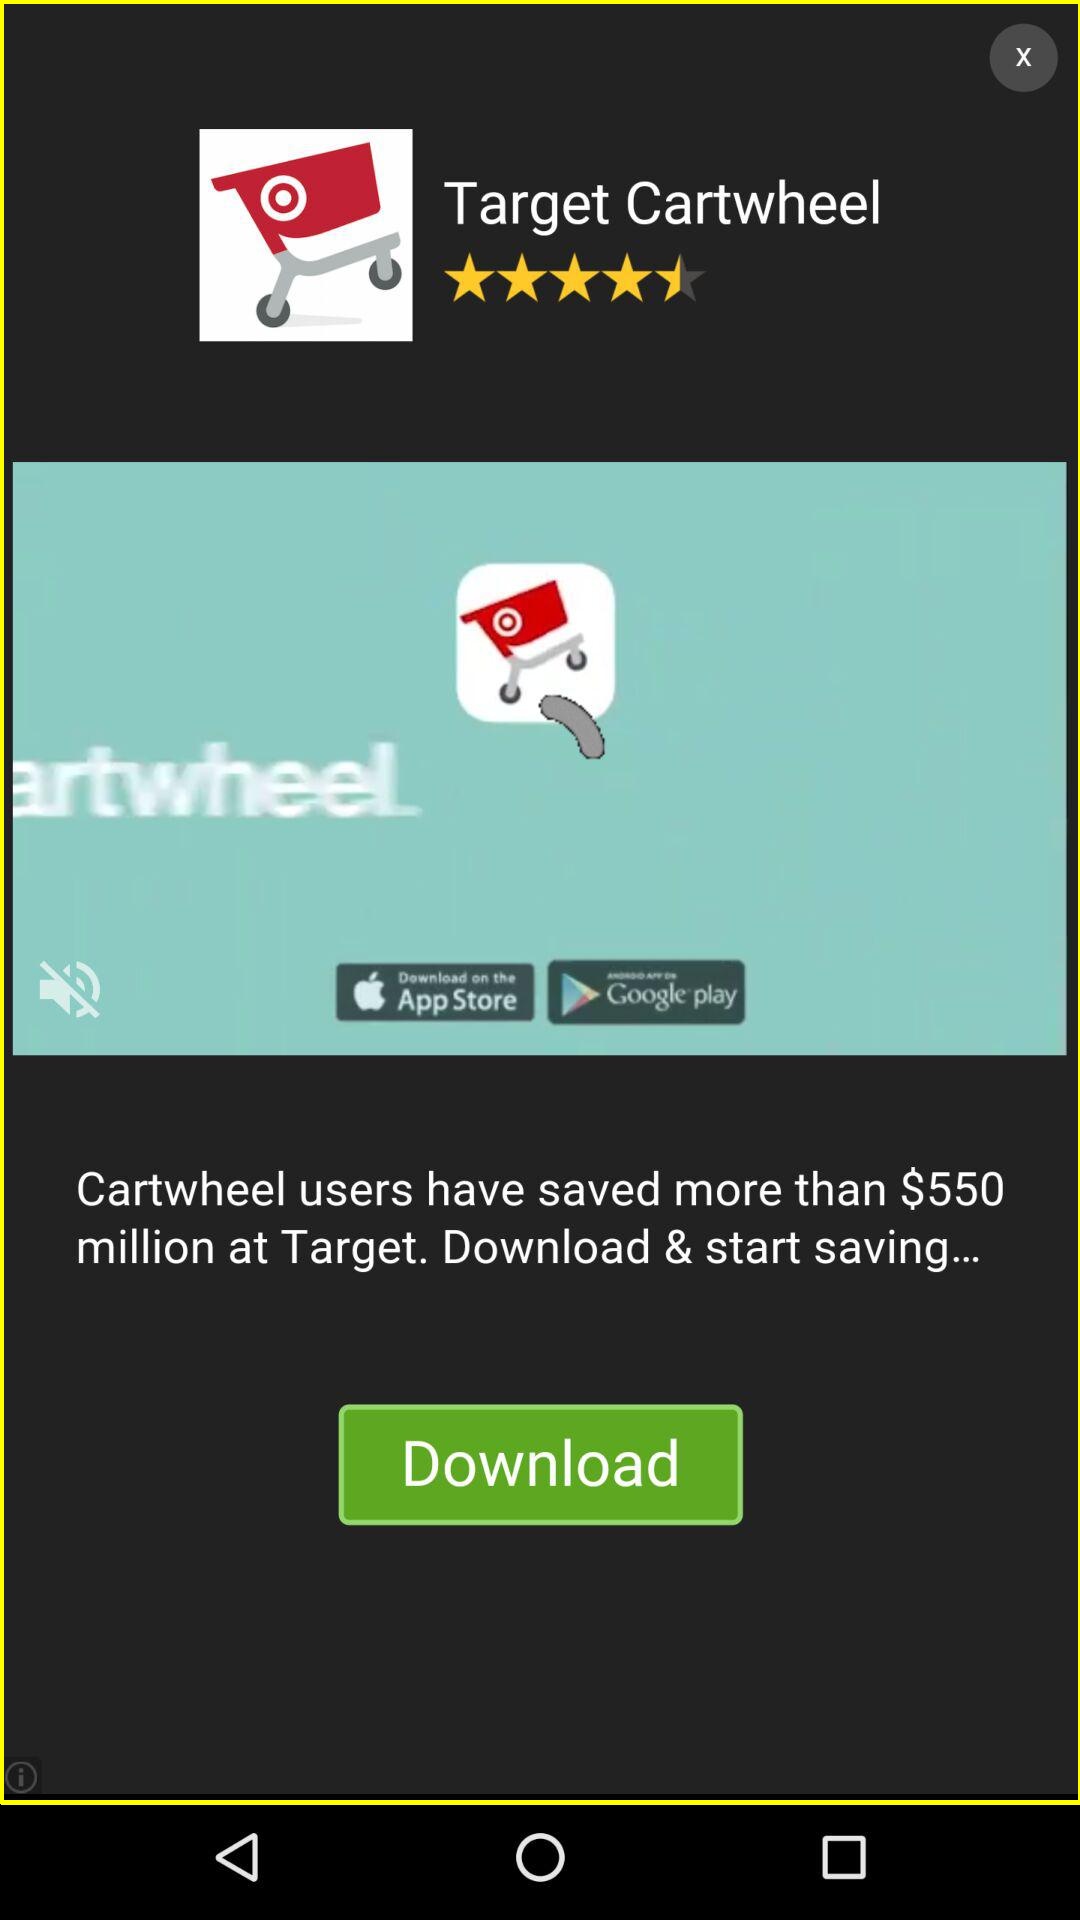 X
Target Cartwheel
artwheel
Download on the
App Store
ANDROID APP ON
Google play
Cartwheel users have saved more than $550
million at Target. Download & start saving...
Download